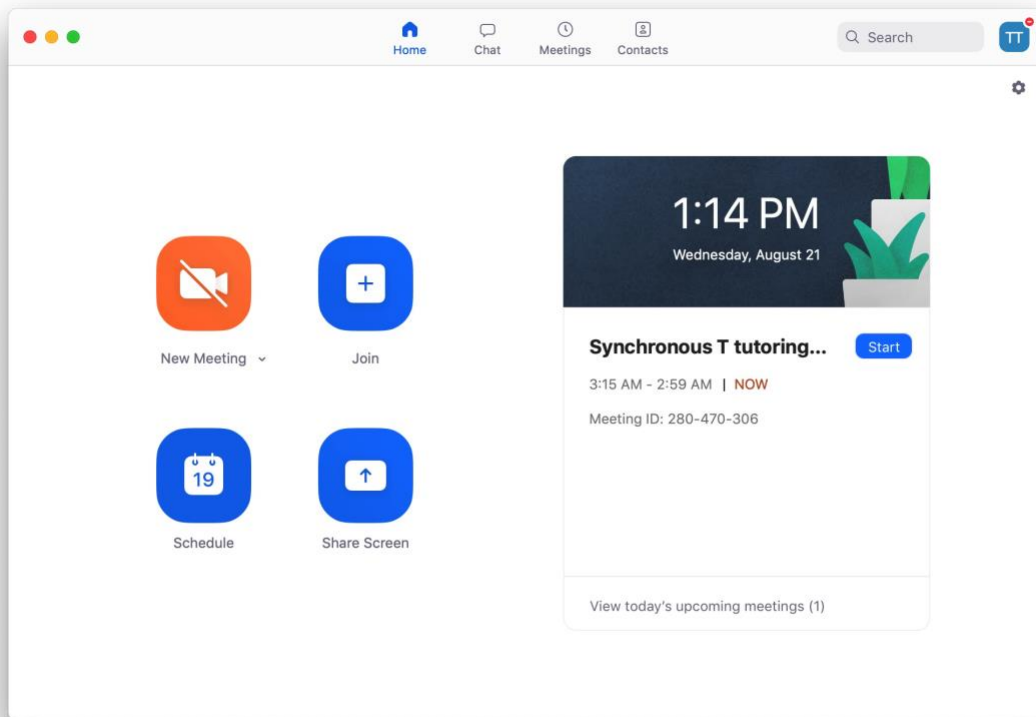 Home
Chat
Meetings
Contacts
Search
TT
1:14 PM
Wednesday, August 21
New Meeting
Join
Synchronous T tutoring...
Start
3:15 AM - 2:59 AM | NOW
Meeting ID: 280-470-306
19
Schedule
Share Screen
View today's upcoming meetings (1)